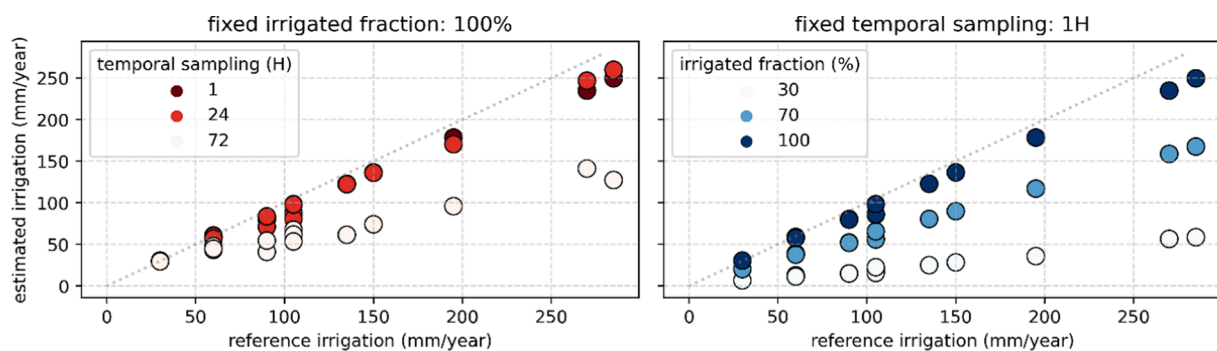 fixed irrigated fraction: 100%
estimated irrigation (mm/year)
250
200
150
100
50
0
temporal sampling (H)
1
24
72
0 50 100 150 200 250
reference irrigation (mm/year)
fixed temporal sampling: 1H
irrigated fraction (%)
30
70
100
0 50 100 150 200 250
reference irrigation (mm/year)